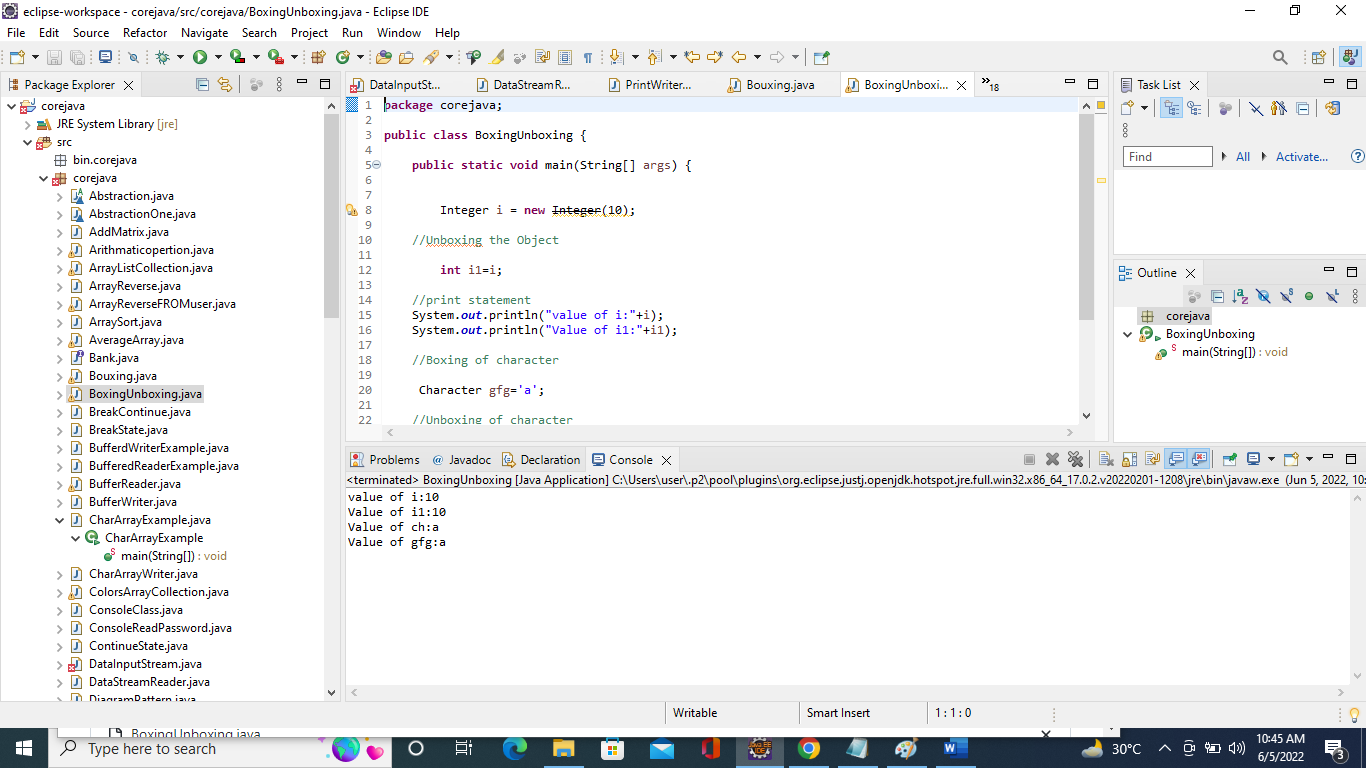 eclipse-workspace - corejava/src/corejava/BoxingUnboxing.java - Eclipse IDE
File Edit Source Refactor Navigate Search Project Run Window Help
Package Explorer
corejava
JRE System Library [jre]
src
bin.corejava
corejava
Abstraction.java
AbstractionOne.java
AddMatrix.java
Arithmaticopertion.java
ArrayListCollection.java
ArrayReverse.java
ArrayReverseFROMuser.java
ArraySort.java
AverageArray.java
Bank.java
Bouxing.java
BoxingUnboxing.java
BreakContinue.java
BreakState.java
BufferdWriterExample.java
BufferedReaderExample.java
BufferReader.java
BufferWriter.java
CharArrayExample.java
CharArrayExample
main(String[]) : void
CharArrayWriter.java
ColorsArrayCollection.java
ConsoleClass.java
ConsoleReadPassword.java
ContinueState.java
DataInputStream.java
DataStreamReader.java
DiagramPattern.java
DataInputSt... DataStreamR... PrintWriter... Bouxing.java BoxingUnboxi... »18
1 package corejava;
2
3 public class BoxingUnboxing {
4
5 public static void main(String[] args) {
6
7
8 Integer i = new Integer(10);
9
10 //Unboxing the Object
11
12 int i1=i;
13
14 //print statement
15 System.out.println("value of i:"+i);
16 System.out.println("Value of i1:"+i1);
17
18 //Boxing of character
19
20 Character gfg='a';
21
22 //Unboxing of character
Task List
Find All Activate...
Outline
corejava
BoxingUnboxing
main(String[]) : void
Problems @ Javadoc Declaration Console
<terminated> BoxingUnboxing [Java Application] C:\Users\user\.p2\pool\plugins\org.eclipse.justj.openjdk.hotspot.jre.full.win32.x86_64_17.0.2.v20220201-1208\jre\bin\javaw.exe (Jun 5, 2022, 10:
value of i:10
Value of i1:10
Value of ch:a
Value of gfg:a
Writable Smart Insert 1 : 1 : 0
BoxingUnboxing.java
Type here to search
30°C
10:45 AM
6/5/2022
3